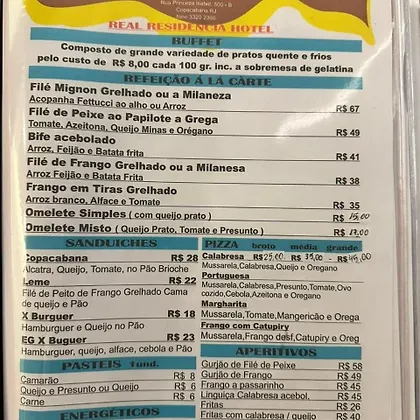 Rua Princesa Isabel, 500 - B
Copacabana RJ
REAL RESIDENCIA HOTEL
BUFFET
Composto de grande variedade de pratos quente e frios
pelo custo de R$ 8,00 cada 100 gr. inc. a sobremesa de gelatina
REFEIÇÃO Á LA CÀRTE
Filé Mignon Grelhado ou a Milaneza
Acopanha Fettucci ao alho ou Arroz R$ 67
Filé de Peixe ao Papilote a Grega
Tomate, Azeitona, Queijo Minas e Orégano R$ 49
Bife acebolado
Arroz, Feijão e Batata frita R$ 41
Filé de Frango Grelhado ou a Milanesa
Arroz Feijão e Batata frita R$ 38
Frango em Tiras Grelhado
Arroz branco, Alface e Tomate R$ 35
Omelete Simples ( com queijo prato ) R$ 15,00
Omelete Misto ( Queijo Prato, Tomate e Presunto ) R$ 17,00
SANDUICHES
Copacabana R$ 28
Alcatra, Queijo, Tomate, no Pão Brioche
Leme R$ 22
Filé de Peito de Frango Grelhado Cama
de queijo e Pão
X Burguer R$ 18
Hamburguer e Queijo no Pão
EG X Buguer R$ 23
Hamburguer, queijo, alface, cebola e Pão
PASTEIS 1und.
Camarão R$ 8
Queijo e Presunto ou Queijo R$ 6
Carne R$ 6
ENERGÉTICOS
PIZZA broto média grande
Calabresa R$25,00 R$ 35,00 - R$45,00
Mussarela,Calabresa,Queijo e Oregano
Portuguesa
Mussarela,Calabresa,Presunto,Tomate,Ovo
cozido,Cebola,Azeitona e Oregano
Margharita
Mussarela,Tomate,Mangericão e Orega
Frango com Catupiry
Mussarela,Frango desf,Catupiry e Oreg
APERITIVOS
Gurjão de Filé de Peixe R$ 58
Gurjão de Frango R$ 49
Frango a passarinho R$ 45
Linguiça Calabresa acebol, R$ 45
Fritas R$ 26
Fritas com calabresa / queijo R$ 40